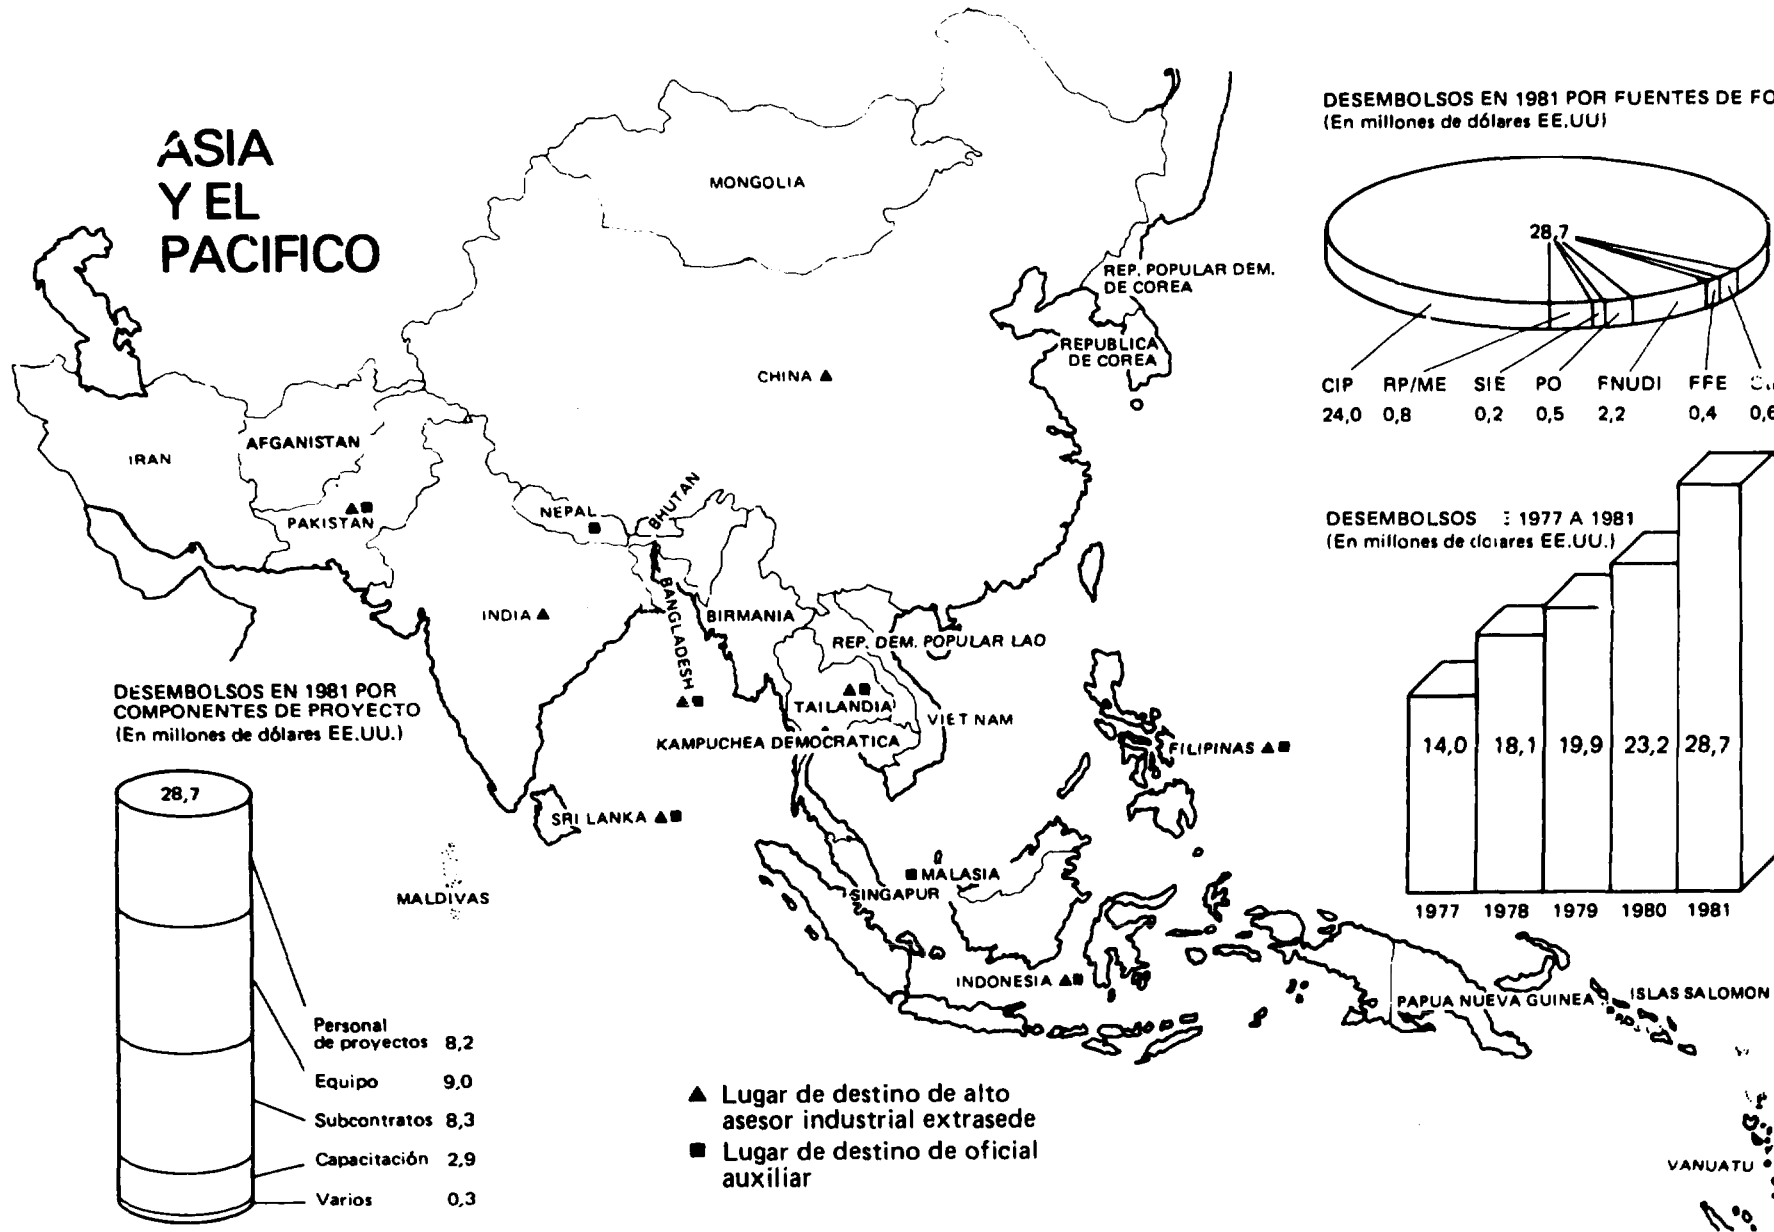 ASIA
Y EL
PACIFICO
DESEMBOLSOS EN 1981 POR FUENTES DE FO
(En millones de dólares EE.UU)
28,7
CIP RP/ME SIE PO FNUDI FFE
24,0 0,8 0,2 0,5 2,2 0,4 0,6
DESEMBOLSOS 1977 A 1981
(En millones de dólares EE.UU.)
14,0 18,1 19,9 23,2 28,7
1977 1978 1979 1980 1981
MONGOLIA
REP. POPULAR DEM.
DE COREA
REPUBLICA
DE COREA
CHINA ▲
IRAN
AFGANISTAN
▲■
PAKISTAN
NEPAL
■
BHUTAN
BANGLADESH
▲■
INDIA ▲
BIRMANIA
REP. DEM. POPULAR LAO
▲■
TAILANDIA
VIET NAM
KAMPUCHEA DEMOCRATICA
FILIPINAS ▲■
SRI LANKA ▲■
MALDIVAS
■ MALASIA
SINGAPUR
INDONESIA ▲■
PAPUA NUEVA GUINEA
ISLAS SALOMON
VANUATU
DESEMBOLSOS EN 1981 POR
COMPONENTES DE PROYECTO
(En millones de dólares EE.UU.)
28,7
Personal
de proyectos 8,2
Equipo 9,0
Subcontratos 8,3
Capacitación 2,9
Varios 0,3
▲ Lugar de destino de alto
asesor industrial extrasede
■ Lugar de destino de oficial
auxiliar